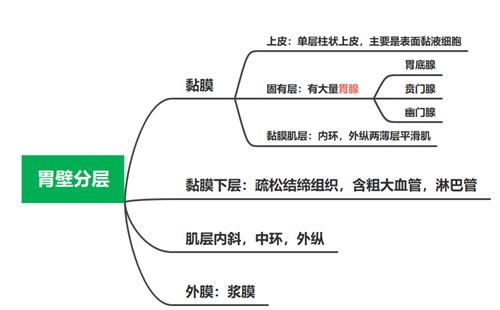 胃壁分层
黏膜
上皮：单层柱状上皮，主要是表面黏液细胞
固有层：有大量胃腺
胃底腺
贲门腺
幽门腺
黏膜肌层：内环，外纵两薄层平滑肌
黏膜下层：疏松结缔组织，含粗大血管，淋巴管
肌层内斜，中环，外纵
外膜：浆膜